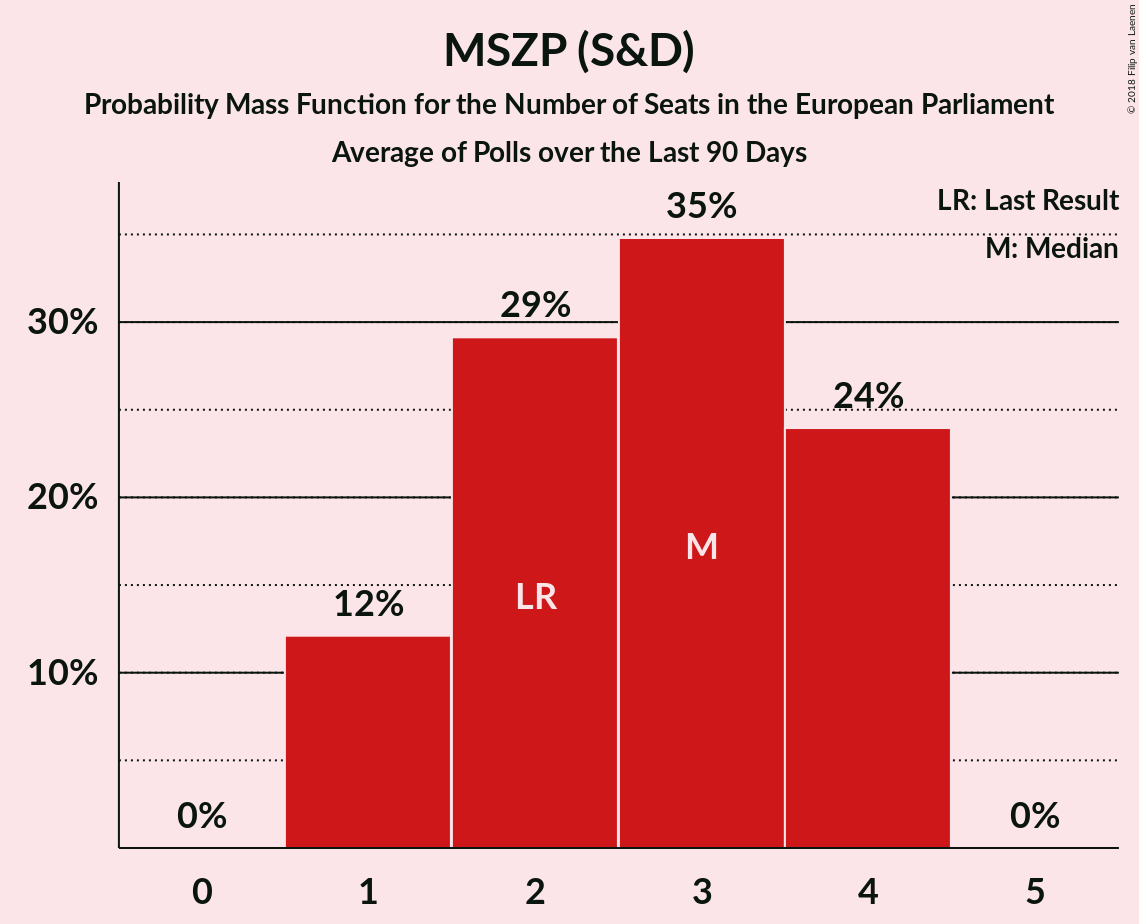 MSZP (S&D)
Probability Mass Function for the Number of Seats in the European Parliament
Average of Polls over the Last 90 Days
© 2018 Filip van Laenen
LR: Last Result
M: Median
35%
29%
24%
12%
0%
0%
LR
M
30%
20%
10%
0 1 2 3 4 5